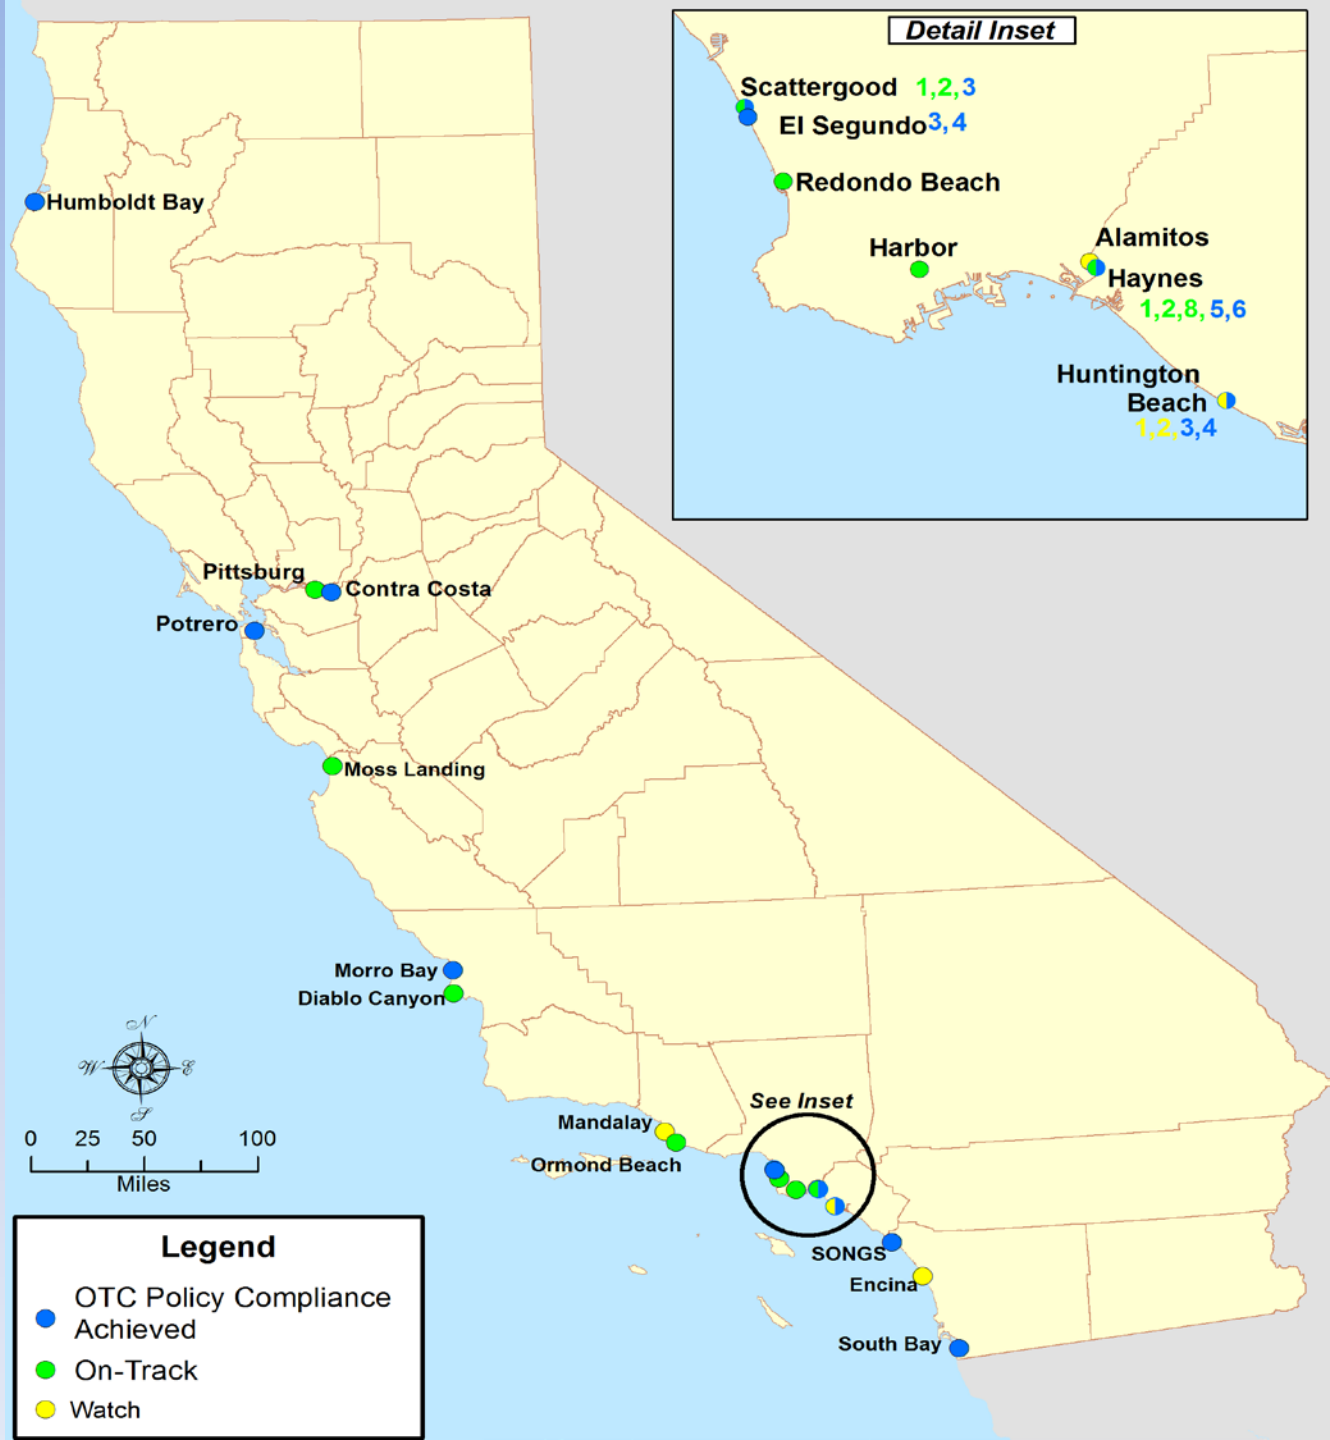 Detail Inset
Scattergood 1,2,3
El Segundo 3,4
Redondo Beach
Harbor
Alamitos
Haynes
1,2,8,5,6
Huntington
Beach
1,2,3,4
Humboldt Bay
Pittsburg
Contra Costa
Potrero
Moss Landing
Morro Bay
Diablo Canyon
N
W
E
S
0 25 50 100
Miles
See Inset
Mandalay
Ormond Beach
SONGS
Encina
South Bay
Legend
OTC Policy Compliance
Achieved
On-Track
Watch